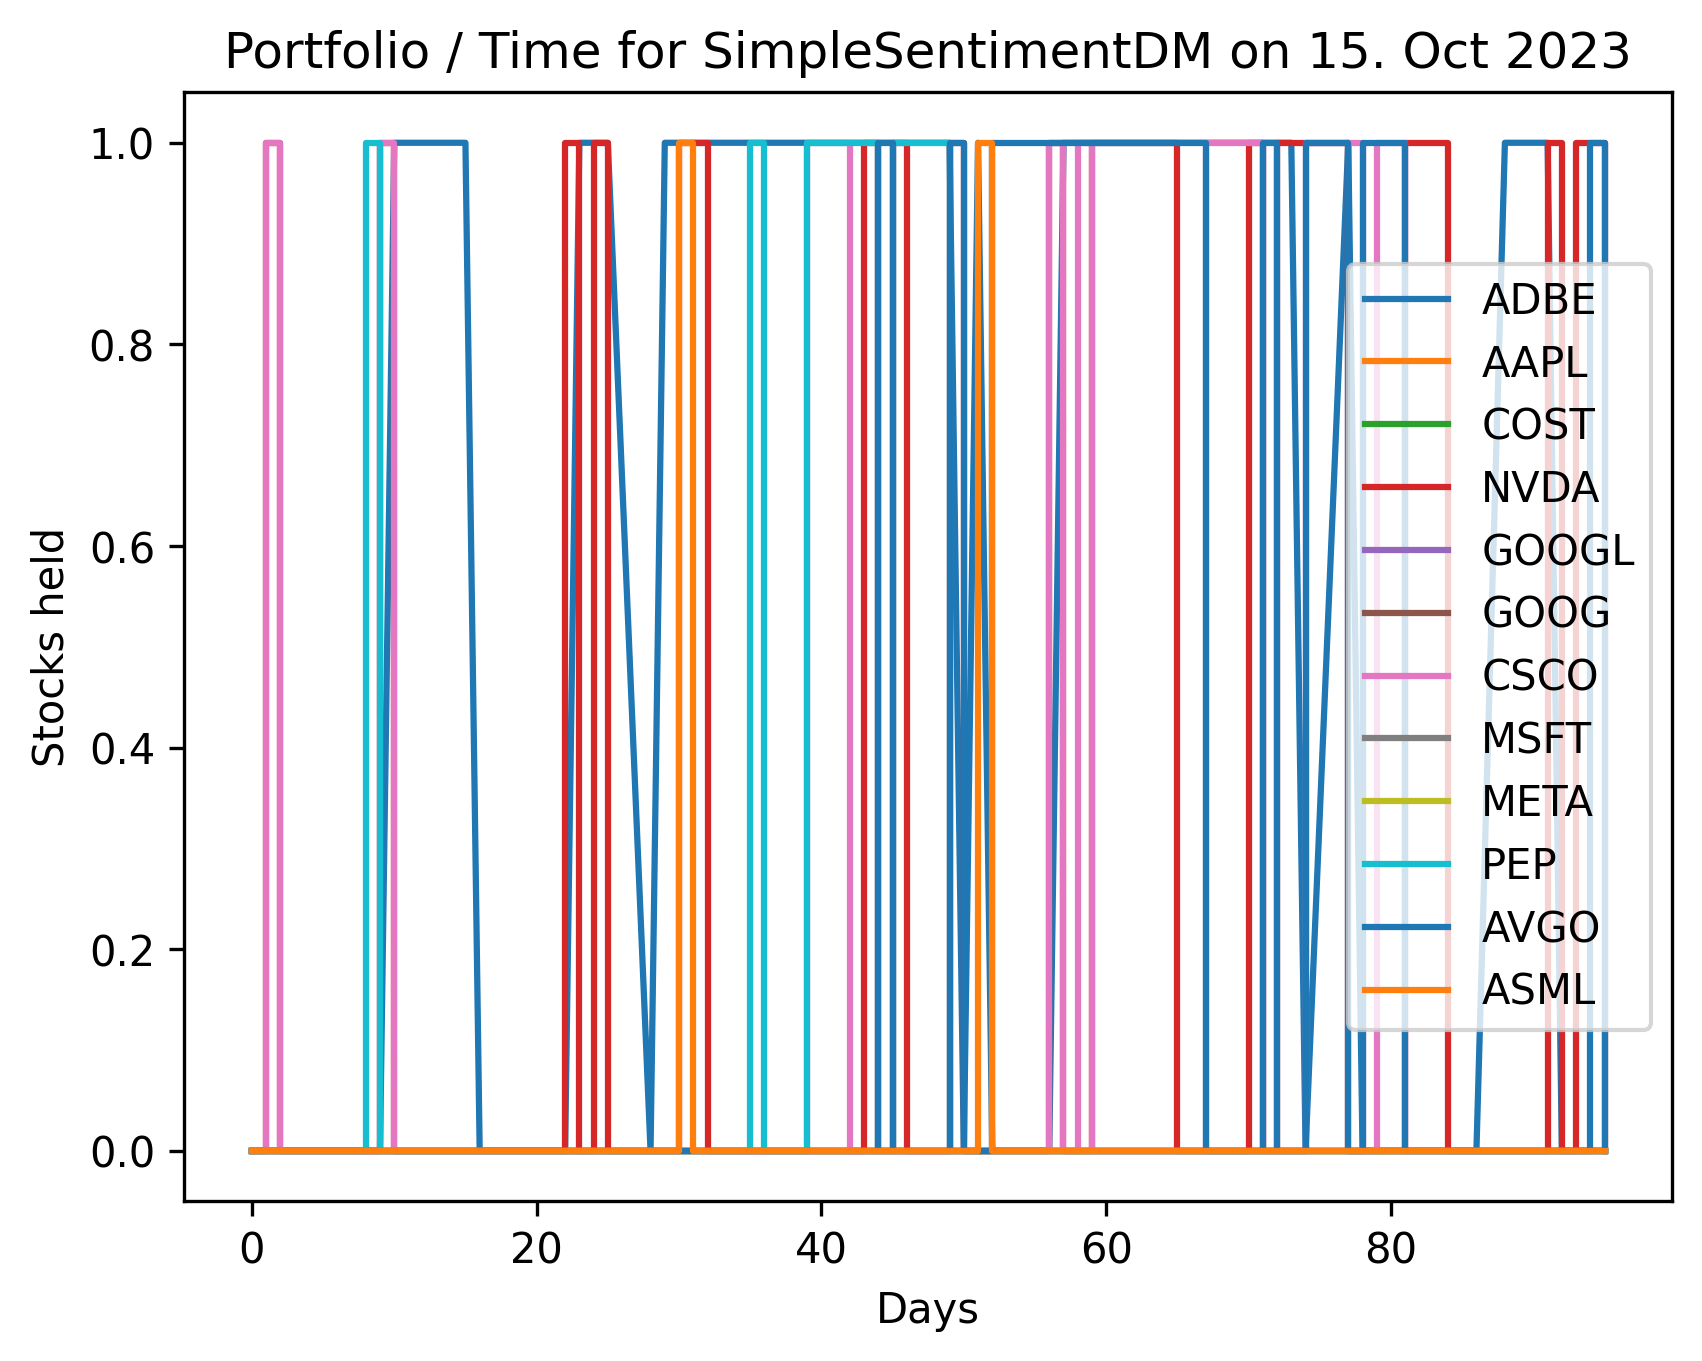 Portfolio / Time for SimpleSentimentDM on 15. Oct 2023
1.0
0.8
0.6
0.4
0.2
0.0
Stocks held
ADBE
AAPL
COST
NVDA
GOOGL
GOOG
CSCO
MSFT
META
PEP
AVGO
ASML
0 20 40 60 80
Days